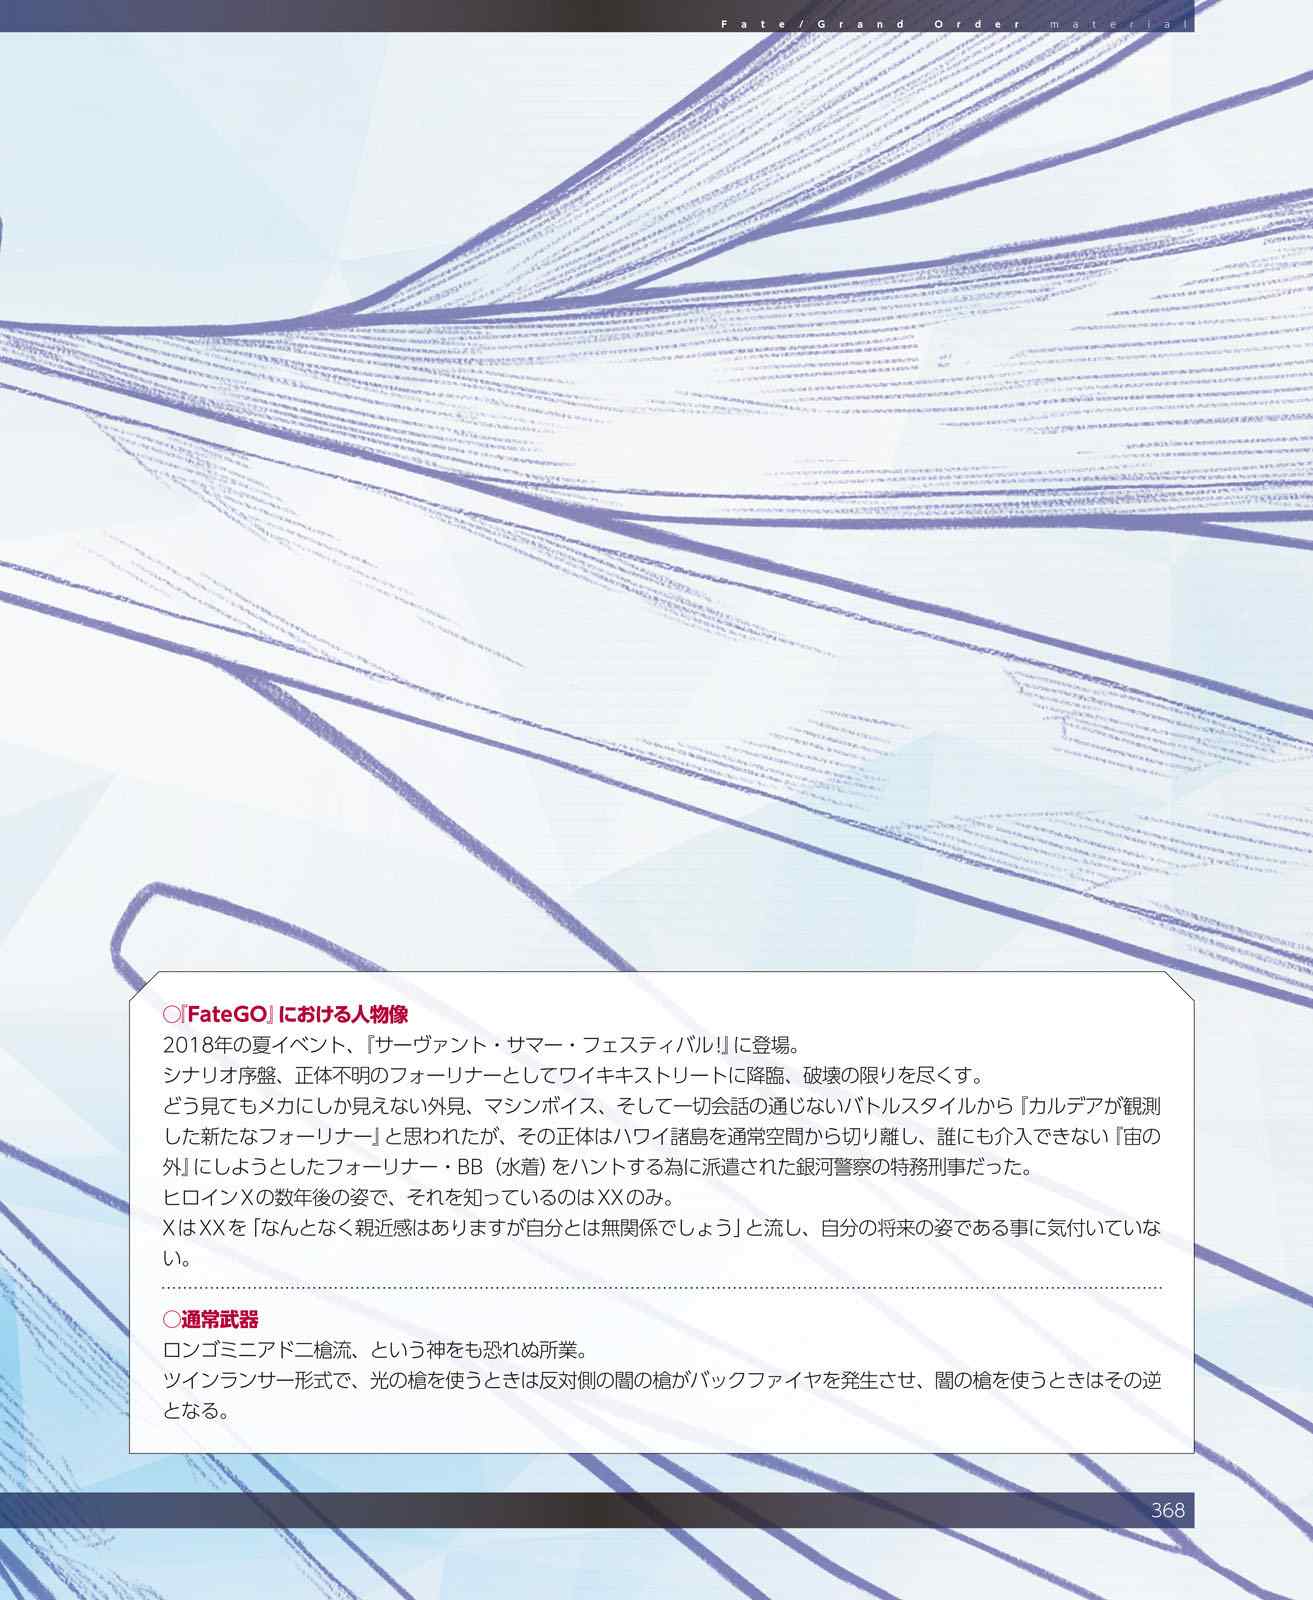 Fate/Grand Order material
○『FateGO』における人物像
2018年の夏イベント、『サーヴァント・サマー・フェスティバル！』に登場。
シナリオ序盤、正体不明のフォーリナーとしてワイキキストリートに降臨、破壊の限りを尽くす。
どう見てもメカにしか見えない外見、マシンボイス、そして一切会話の通じないバトルスタイルから『カルデアが観測
した新たなフォーリナー』と思われたが、その正体はハワイ諸島を通常空間から切り離し、誰にも介入できない『宙の
外』にしようとしたフォーリナー・BB（水着）をハントする為に派遣された銀河警察の特務刑事だった。
ヒロインXの数年後の姿で、それを知っているのはXXのみ。
XはXXを「なんとなく親近感はありますが自分とは無関係でしょう」と流し、自分の将来の姿である事に気付いていな
い。
○通常武器
ロンゴミニアド二槍流、という神をも恐れぬ所業。
ツインランサー形式で、光の槍を使うときは反対側の闇の槍がバックファイヤを発生させ、闇の槍を使うときはその逆
となる。
368